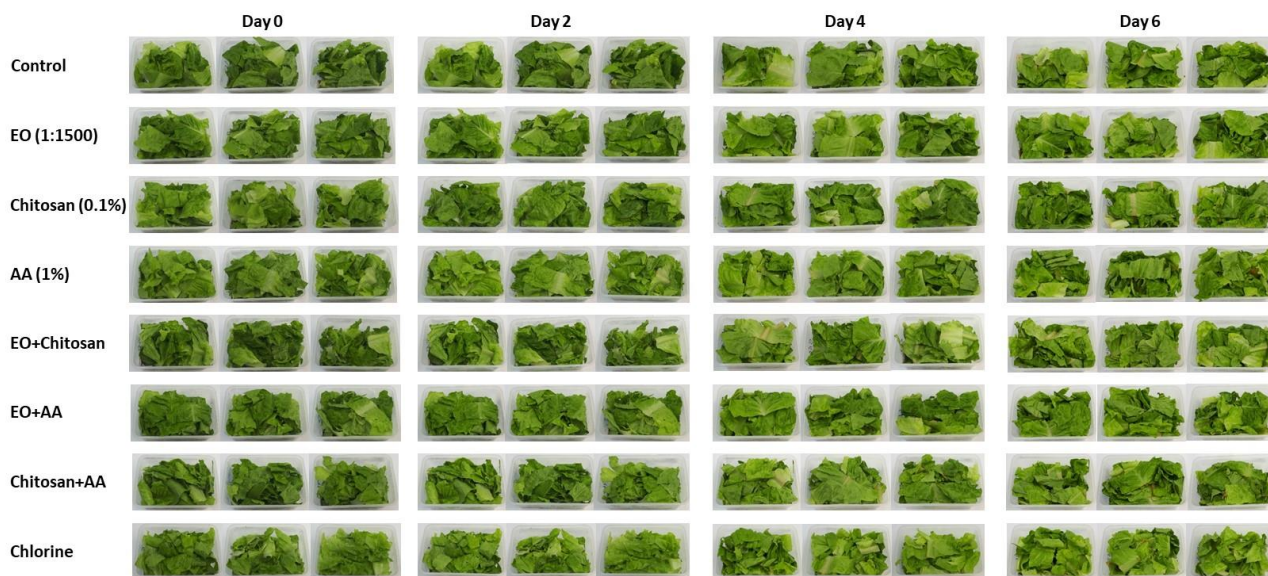 Day 0 Day 2 Day 4 Day 6
Control
EO (1:1500)
Chitosan (0.1%)
AA (1%)
EO+Chitosan
EO+AA
Chitosan+AA
Chlorine